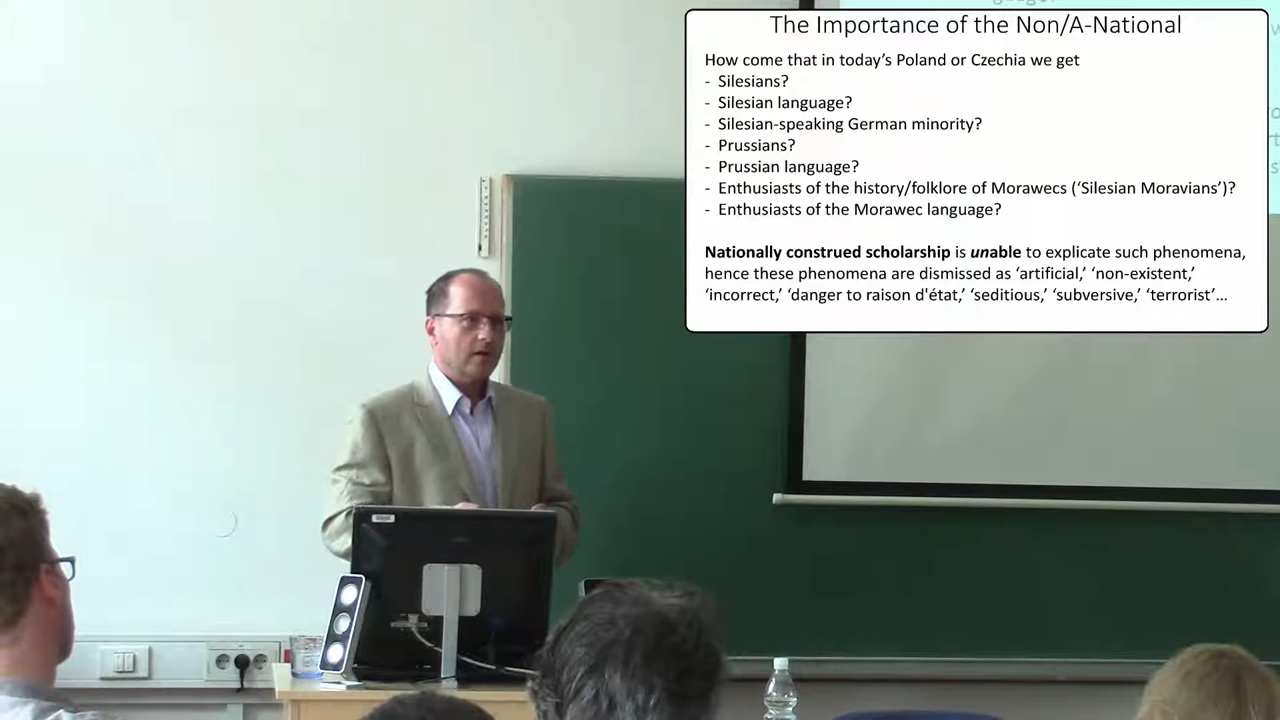 The Importance of the Non/A-National
How come that in today's Poland or Czechia we get
- Silesians?
- Silesian language?
- Silesian-speaking German minority?
- Prussians?
- Prussian language?
- Enthusiasts of the history/folklore of Morawecs ('Silesian Moravians')?
- Enthusiasts of the Morawec language?
Nationally construed scholarship is unable to explicate such phenomena,
hence these phenomena are dismissed as 'artificial,' 'non-existent,'
'incorrect,' 'danger to raison d'état,' 'seditious,' 'subversive,' 'terrorist'…